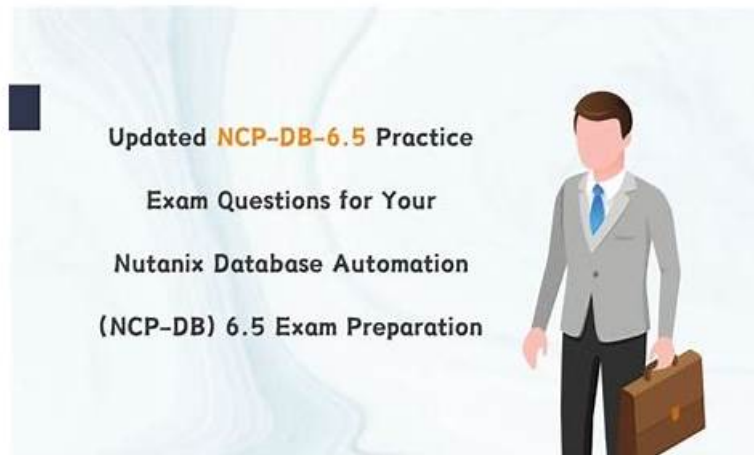 Updated NCP-DB-6.5 Practice
Exam Questions for Your
Nutanix Database Automation
(NCP-DB) 6.5 Exam Preparation